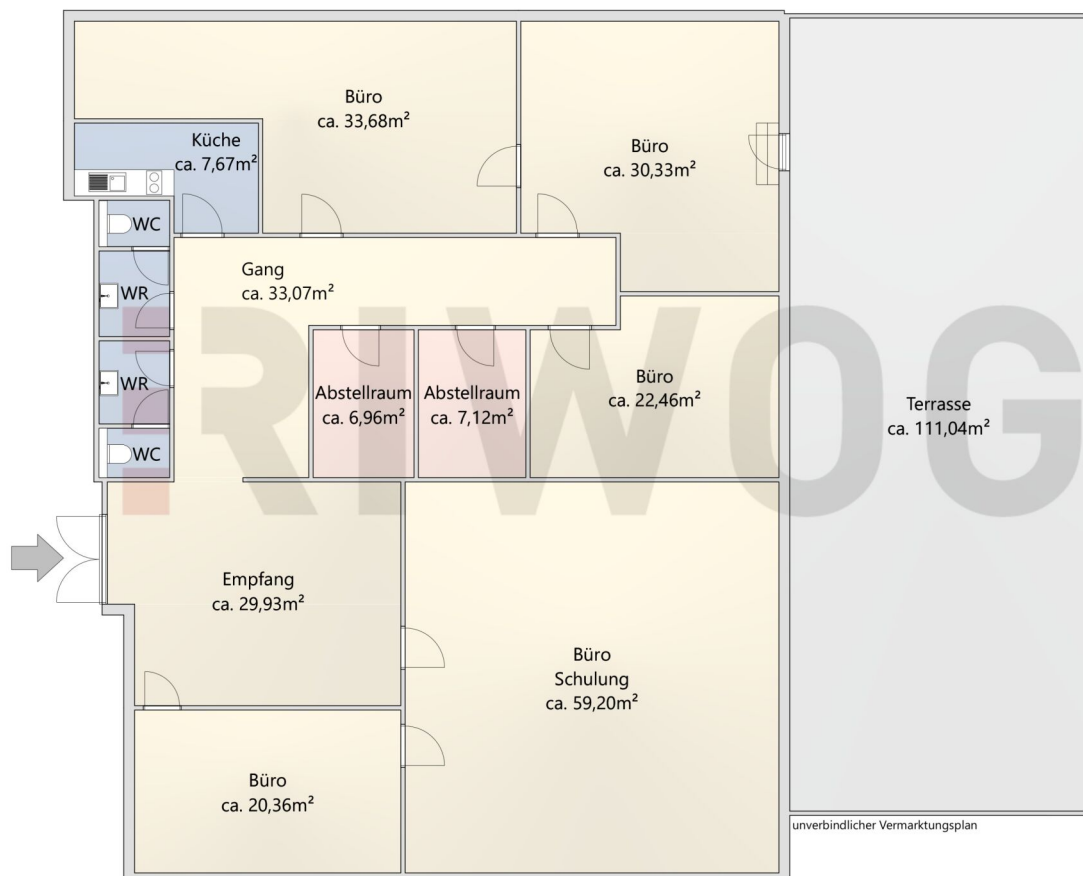 Büro
ca. 33,68m²
Küche
ca. 7,67m²
Büro
ca. 30,33m²
WC
Gang
ca. 33,07m²
WR
WR
WC
Abstellraum
ca. 6,96m²
Abstellraum
ca. 7,12m²
Büro
ca. 22,46m²
Terrasse
ca. 111,04m²
RIWOG
Empfang
ca. 29,93m²
Büro
Schulung
ca. 59,20m²
Büro
ca. 20,36m²
unverbindlicher Vermarktungsplan